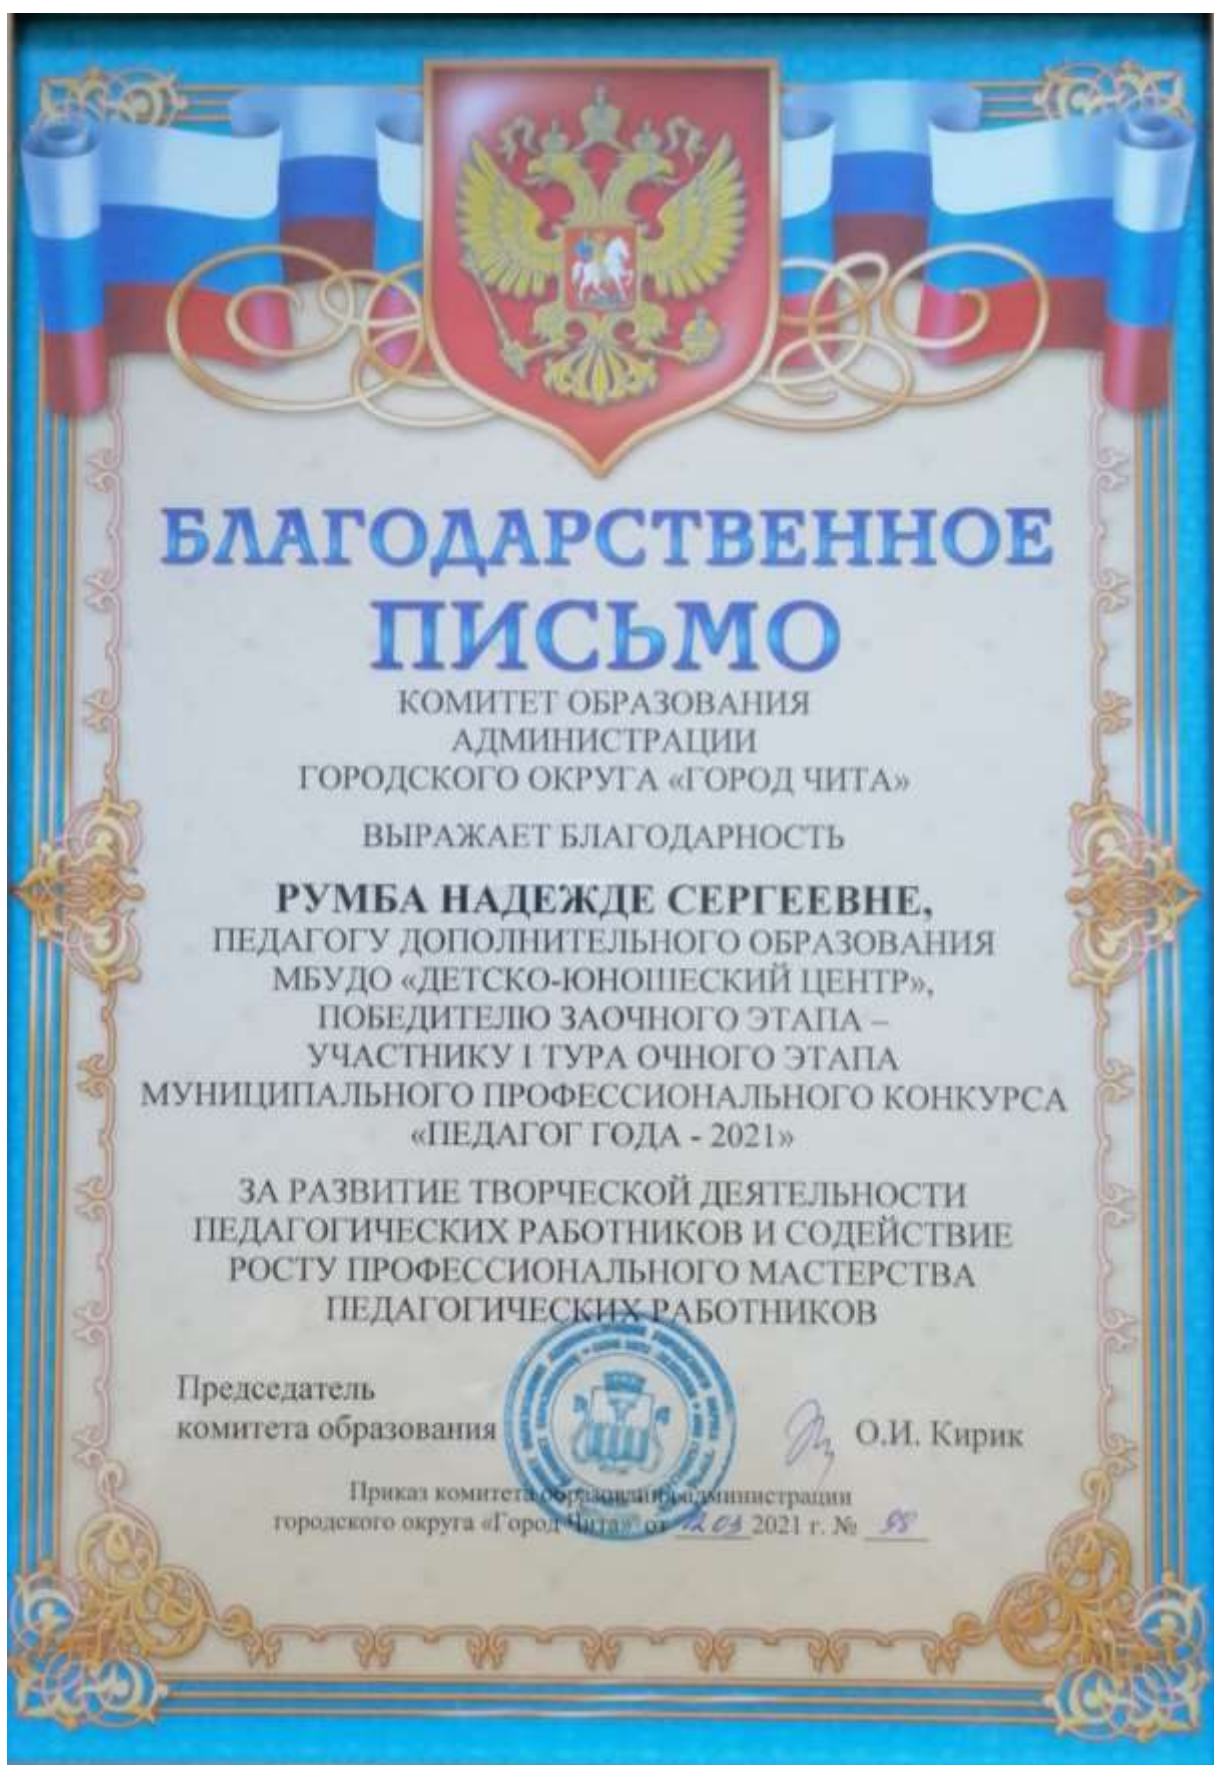 БЛАГОДАРСТВЕННОЕ
ПИСЬМО
КОМИТЕТ ОБРАЗОВАНИЯ
АДМИНИСТРАЦИИ
ГОРОДСКОГО ОКРУГА «ГОРОД ЧИТА»
ВЫРАЖАЕТ БЛАГОДАРНОСТЬ
РУМБА НАДЕЖДЕ СЕРГЕЕВНЕ,
ПЕДАГОГУ ДОПОЛНИТЕЛЬНОГО ОБРАЗОВАНИЯ
МБУДО «ДЕТСКО-ЮНОШЕСКИЙ ЦЕНТР»,
ПОБЕДИТЕЛЮ ЗАОЧНОГО ЭТАПА –
УЧАСТНИКУ I ТУРА ОЧНОГО ЭТАПА
МУНИЦИПАЛЬНОГО ПРОФЕССИОНАЛЬНОГО КОНКУРСА
«ПЕДАГОГ ГОДА - 2021»
ЗА РАЗВИТИЕ ТВОРЧЕСКОЙ ДЕЯТЕЛЬНОСТИ
ПЕДАГОГИЧЕСКИХ РАБОТНИКОВ И СОДЕЙСТВИЕ
РОСТУ ПРОФЕССИОНАЛЬНОГО МАСТЕРСТВА
ПЕДАГОГИЧЕСКИХ РАБОТНИКОВ
Председатель
комитета образования О.И. Кирик
Приказ комитета образования администрации
городского округа «Город Чита» от 2021 г. №